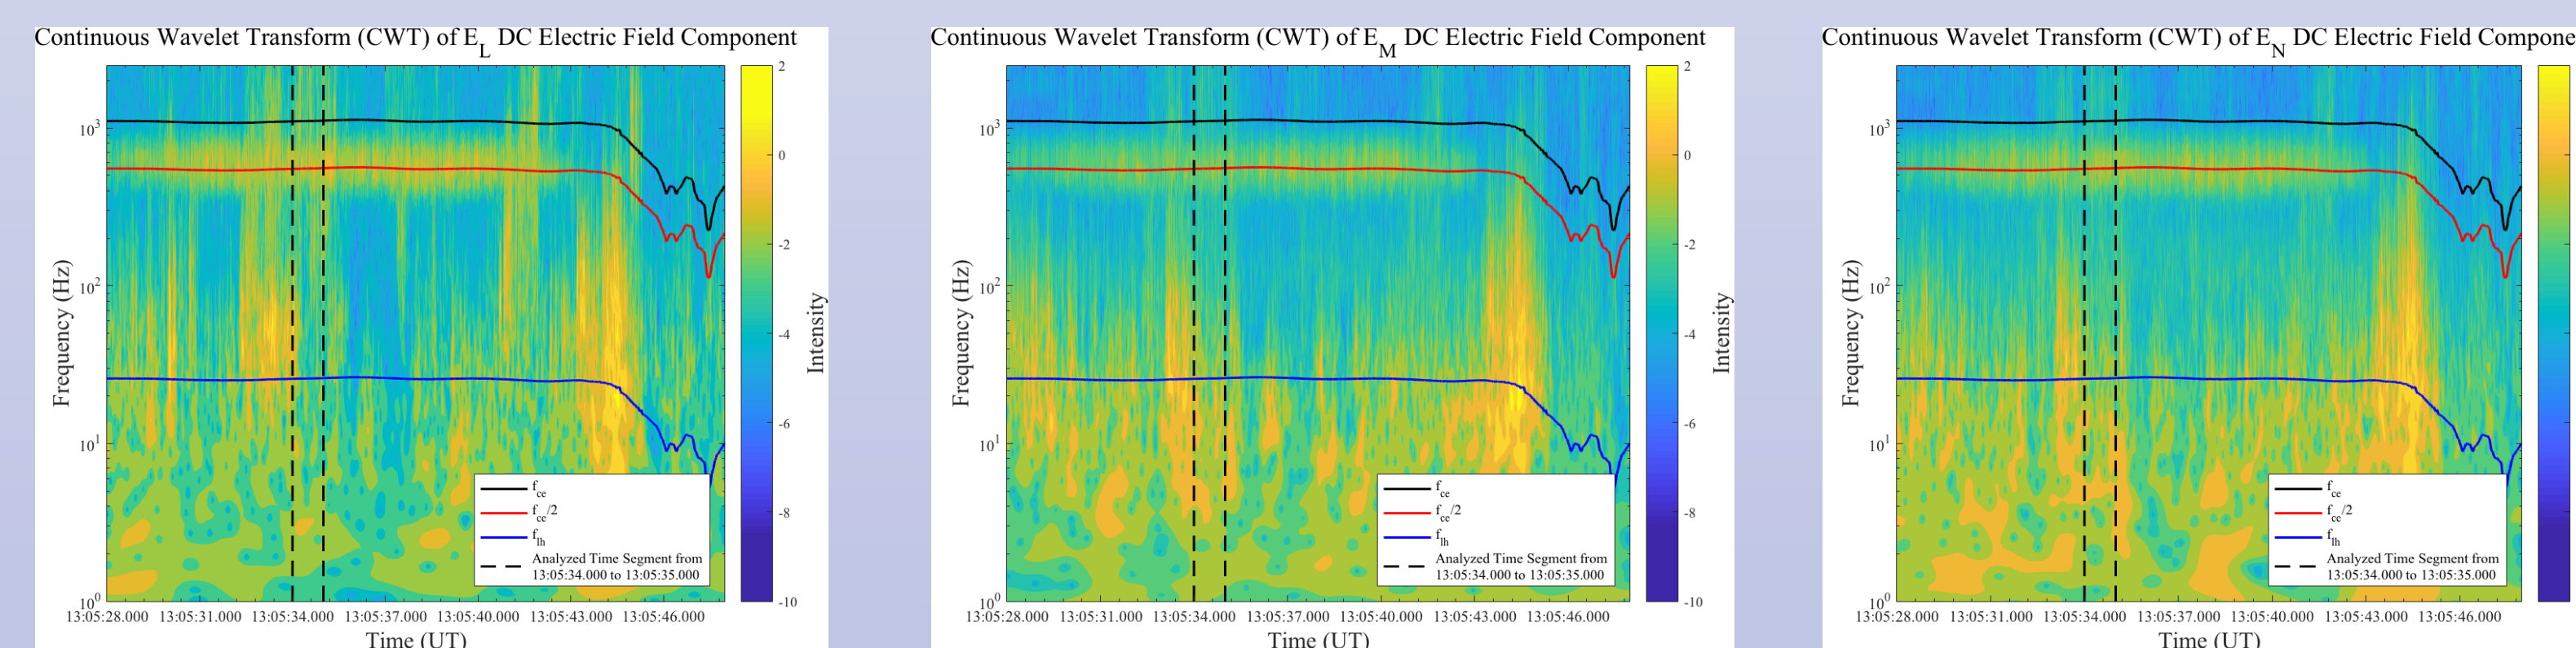 Continuous Wavelet Transform (CWT) of E_L DC Electric Field Component
Frequency (Hz)
10^3
10^2
10^1
10^0
f_ce
f_ce/2
f_lh
Analyzed Time Segment from
13:05:34.000 to 13:05:35.000
13:05:28.000 13:05:31.000 13:05:34.000 13:05:37.000 13:05:40.000 13:05:43.000 13:05:46.000
Time (UT)
2
0
-2
-4
-6
-8
-10
Intensity
Continuous Wavelet Transform (CWT) of E_M DC Electric Field Component
Frequency (Hz)
10^3
10^2
10^1
10^0
f_ce
f_ce/2
f_lh
Analyzed Time Segment from
13:05:34.000 to 13:05:35.000
13:05:28.000 13:05:31.000 13:05:34.000 13:05:37.000 13:05:40.000 13:05:43.000 13:05:46.000
Time (UT)
2
0
-2
-4
-6
-8
-10
Intensity
Continuous Wavelet Transform (CWT) of E_N DC Electric Field Compone
Frequency (Hz)
10^3
10^2
10^1
10^0
f_ce
f_ce/2
f_lh
Analyzed Time Segment from
13:05:34.000 to 13:05:35.000
13:05:28.000 13:05:31.000 13:05:34.000 13:05:37.000 13:05:40.000 13:05:43.000 13:05:46.000
Time (UT)